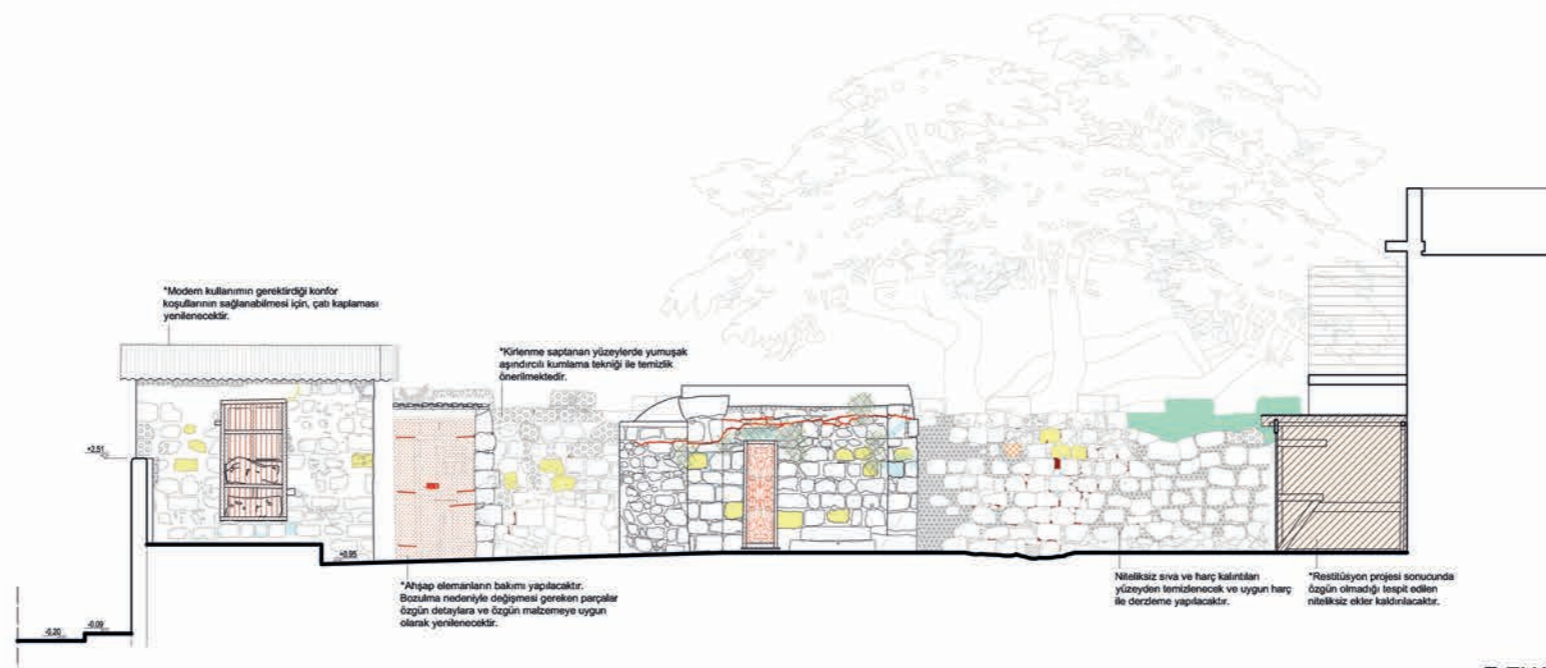 *Modern kullanımın gerektirdiği konfor
koşullarının sağlanabilmesi için, çatı kaplaması
yenilenecektir.
*Kirlenme saptanan yüzeylerde yumuşak
aşındırcılı kumlama tekniği ile temizlik
önerilmektedir.
+2.51
+0.95
*Ahşap elemanların bakımı yapılacaktır.
Bozulma nedeniyle değişmesi gereken parçalar
özgün detaylara ve özgün malzemeye uygun
olarak yenilenecektir.
Niteliksiz sıva ve harç kalıntıları
yüzeyden temizlenecek ve uygun harç
ile derzleme yapılacaktır.
*Restitüsyon projesi sonucunda
özgün olmadığı tespit edilen
niteliksiz ekler kaldırılacaktır.
-0.20
-0.09